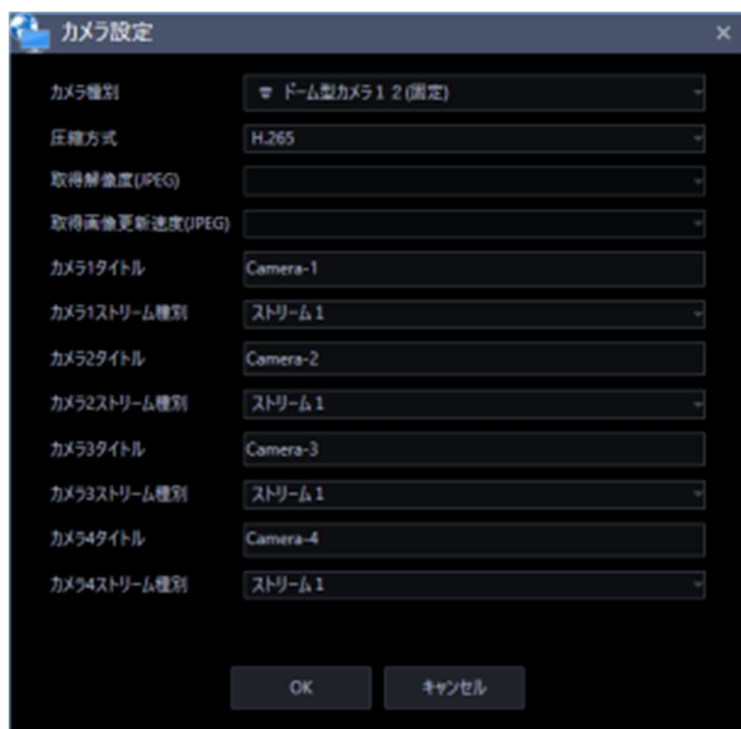 カメラ設定
カメラ種別 ドーム型カメラ12(固定)
圧縮方式 H.265
取得解像度(JPEG)
取得画像更新速度(JPEG)
カメラ1タイトル Camera-1
カメラ1ストリーム種別 ストリーム1
カメラ2タイトル Camera-2
カメラ2ストリーム種別 ストリーム1
カメラ3タイトル Camera-3
カメラ3ストリーム種別 ストリーム1
カメラ4タイトル Camera-4
カメラ4ストリーム種別 ストリーム1
OK キャンセル